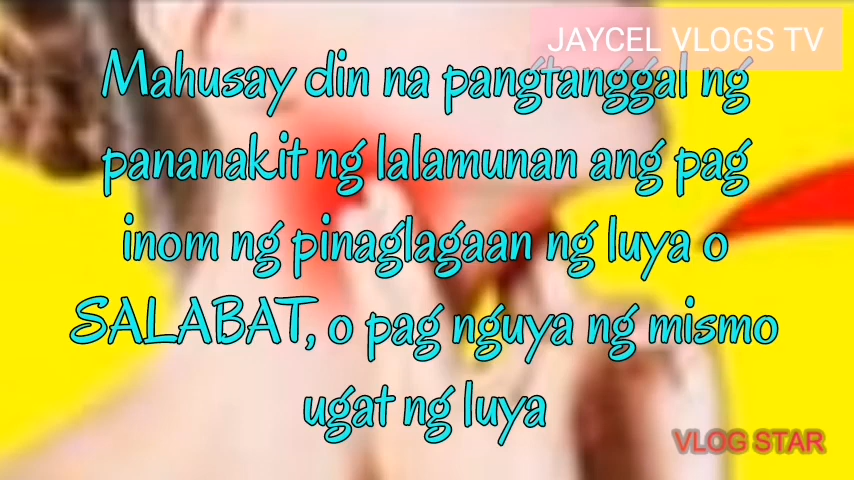 JAYCEL VLOGS TV
Mahusay din na pangtanggal ng
pananakit ng lalamunan ang pag
inom ng pinaglagaan ng luya o
SALABAT, o pag nguya ng mismo
ugat ng luya
VLOG STAR